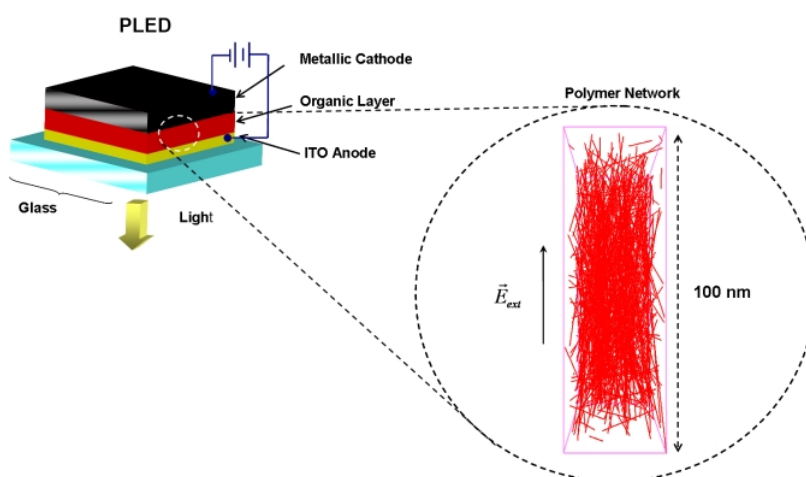 PLED
Metallic Cathode
Organic Layer
ITO Anode
Glass
Light
Polymer Network
E⃗ext
100 nm